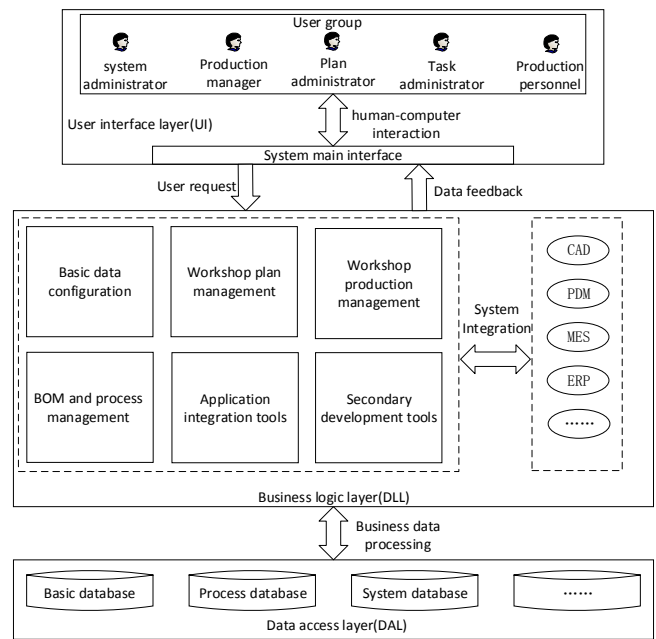 User group
system
administrator
Production
manager
Plan
administrator
Task
administrator
Production
personnel
User interface layer(UI)
human-computer
interaction
System main interface
User request
Data feedback
Basic data
configuration
Workshop plan
management
Workshop
production
management
BOM and process
management
Application
integration tools
Secondary
development tools
System
Integration
CAD
PDM
MES
ERP
……
Business logic layer(DLL)
Business data
processing
Basic database
Process database
System database
……
Data access layer(DAL)